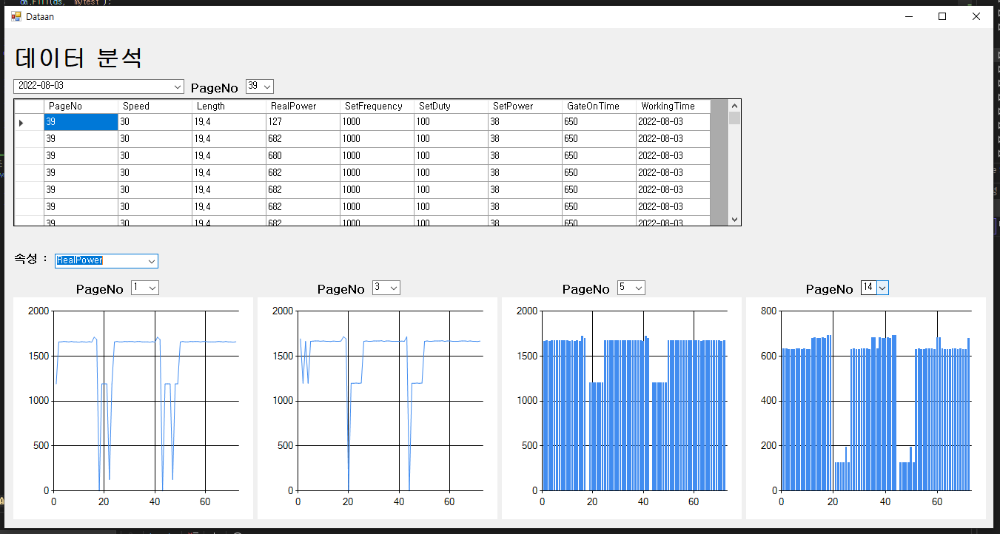 da.Fill(ds, "mytest");
Dataan
데이터 분석
2022-08-03 PageNo 39
PageNo Speed Length RealPower SetFrequency SetDuty SetPower GateOnTime WorkingTime
39 30 19,4 127 1000 100 38 650 2022-08-03
39 30 19,4 682 1000 100 38 650 2022-08-03
39 30 19,4 680 1000 100 38 650 2022-08-03
39 30 19,4 682 1000 100 38 650 2022-08-03
39 30 19,4 682 1000 100 38 650 2022-08-03
39 30 19,4 682 1000 100 38 650 2022-08-03
39 30 19,4 682 1000 100 38 650 2022-08-03
속성 : RealPower
PageNo 1
2000
1500
1000
500
0
0 20 40 60
PageNo 3
2000
1500
1000
500
0
0 20 40 60
PageNo 5
2000
1500
1000
500
0
0 20 40 60
PageNo 14
800
600
400
200
0
0 20 40 60